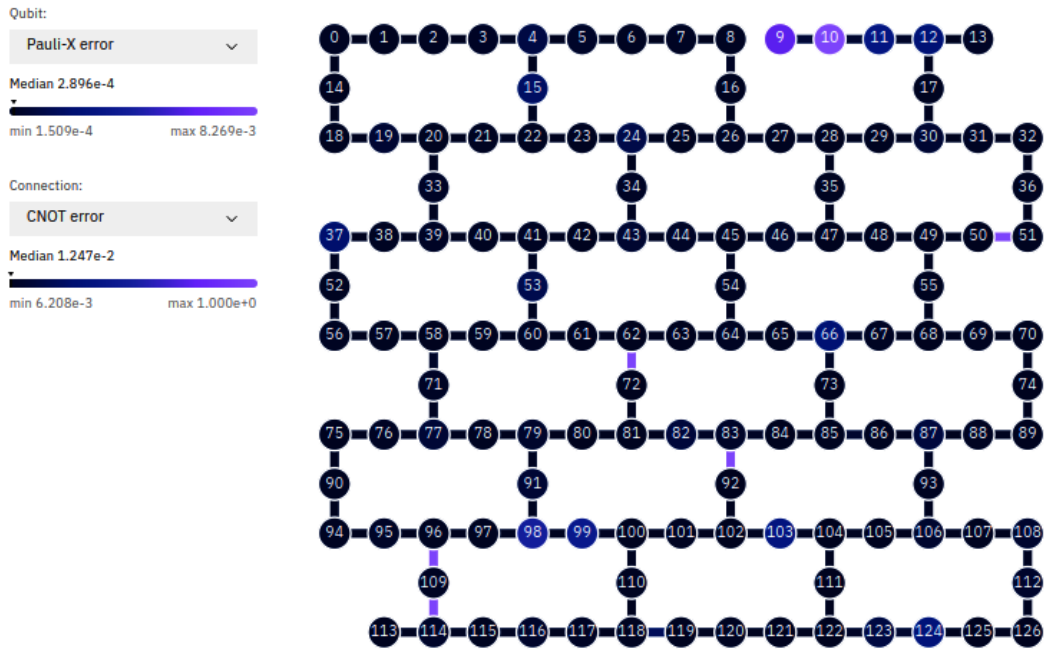 Qubit:
Pauli-X error
Median 2.896e-4
min 1.509e-4 max 8.269e-3
Connection:
CNOT error
Median 1.247e-2
min 6.208e-3 max 1.000e+0
0 1 2 3 4 5 6 7 8 9 10 11 12 13
14 15 16 17
18 19 20 21 22 23 24 25 26 27 28 29 30 31 32
33 34 35 36
37 38 39 40 41 42 43 44 45 46 47 48 49 50 51
52 53 54 55
56 57 58 59 60 61 62 63 64 65 66 67 68 69 70
71 72 73 74
75 76 77 78 79 80 81 82 83 84 85 86 87 88 89
90 91 92 93
94 95 96 97 98 99 100 101 102 103 104 105 106 107 108
109 110 111 112
113 114 115 116 117 118 119 120 121 122 123 124 125 126